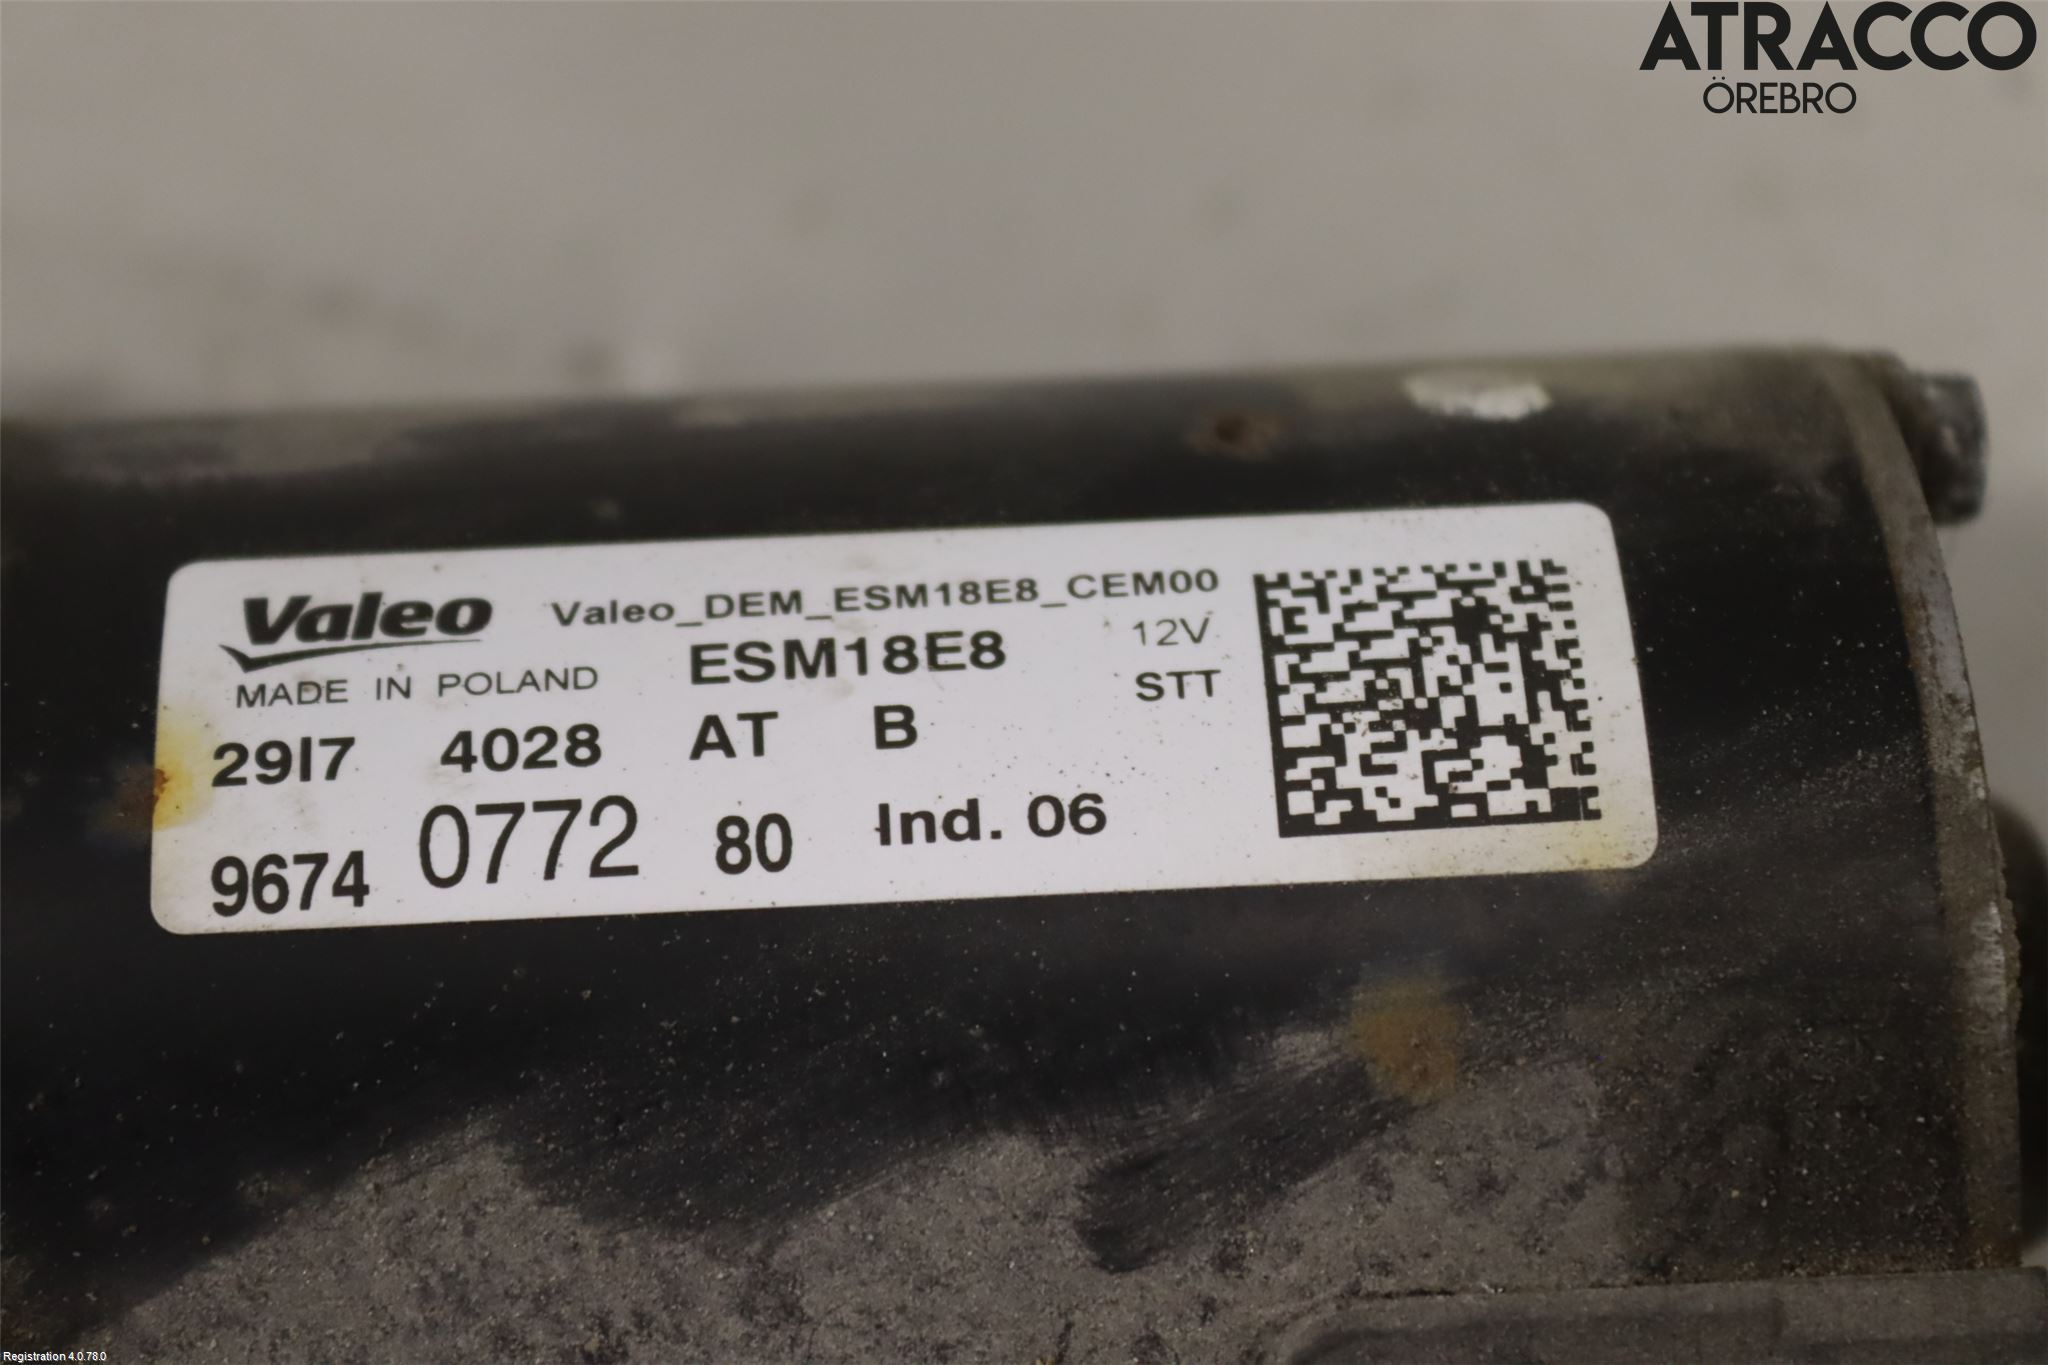 ATRACCO
ÖREBRO
Valeo Valeo_DEM_ESM18E8_CEM00
MADE IN POLAND ESM18E8 12V
STT
29I7 4028 AT B
9674 0772 80 Ind. 06
Registration 4.0.78.0